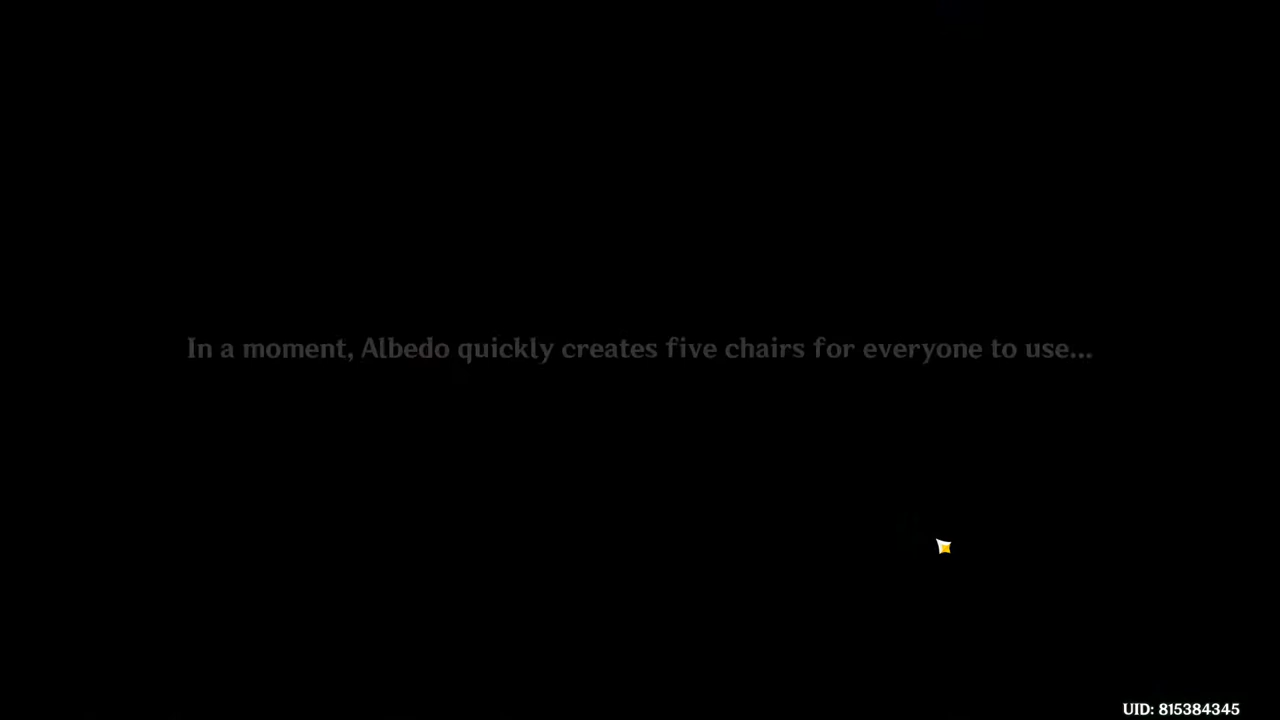 In a moment, Albedo quickly creates five chairs for everyone to use...
UID: 815384345